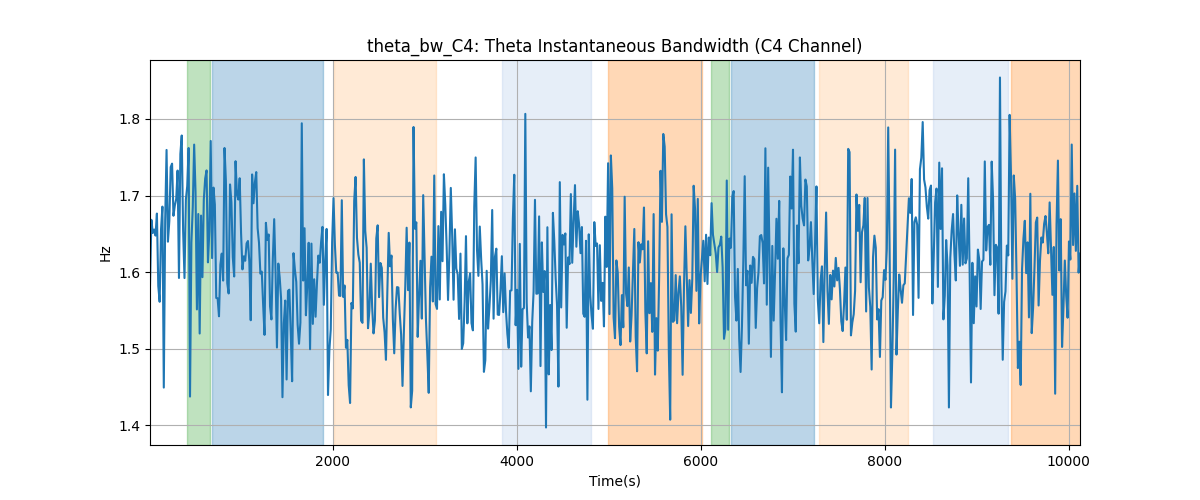 theta_bw_C4: Theta Instantaneous Bandwidth (C4 Channel)
Hz
1.8
1.7
1.6
1.5
1.4
2000 4000 6000 8000 10000
Time(s)